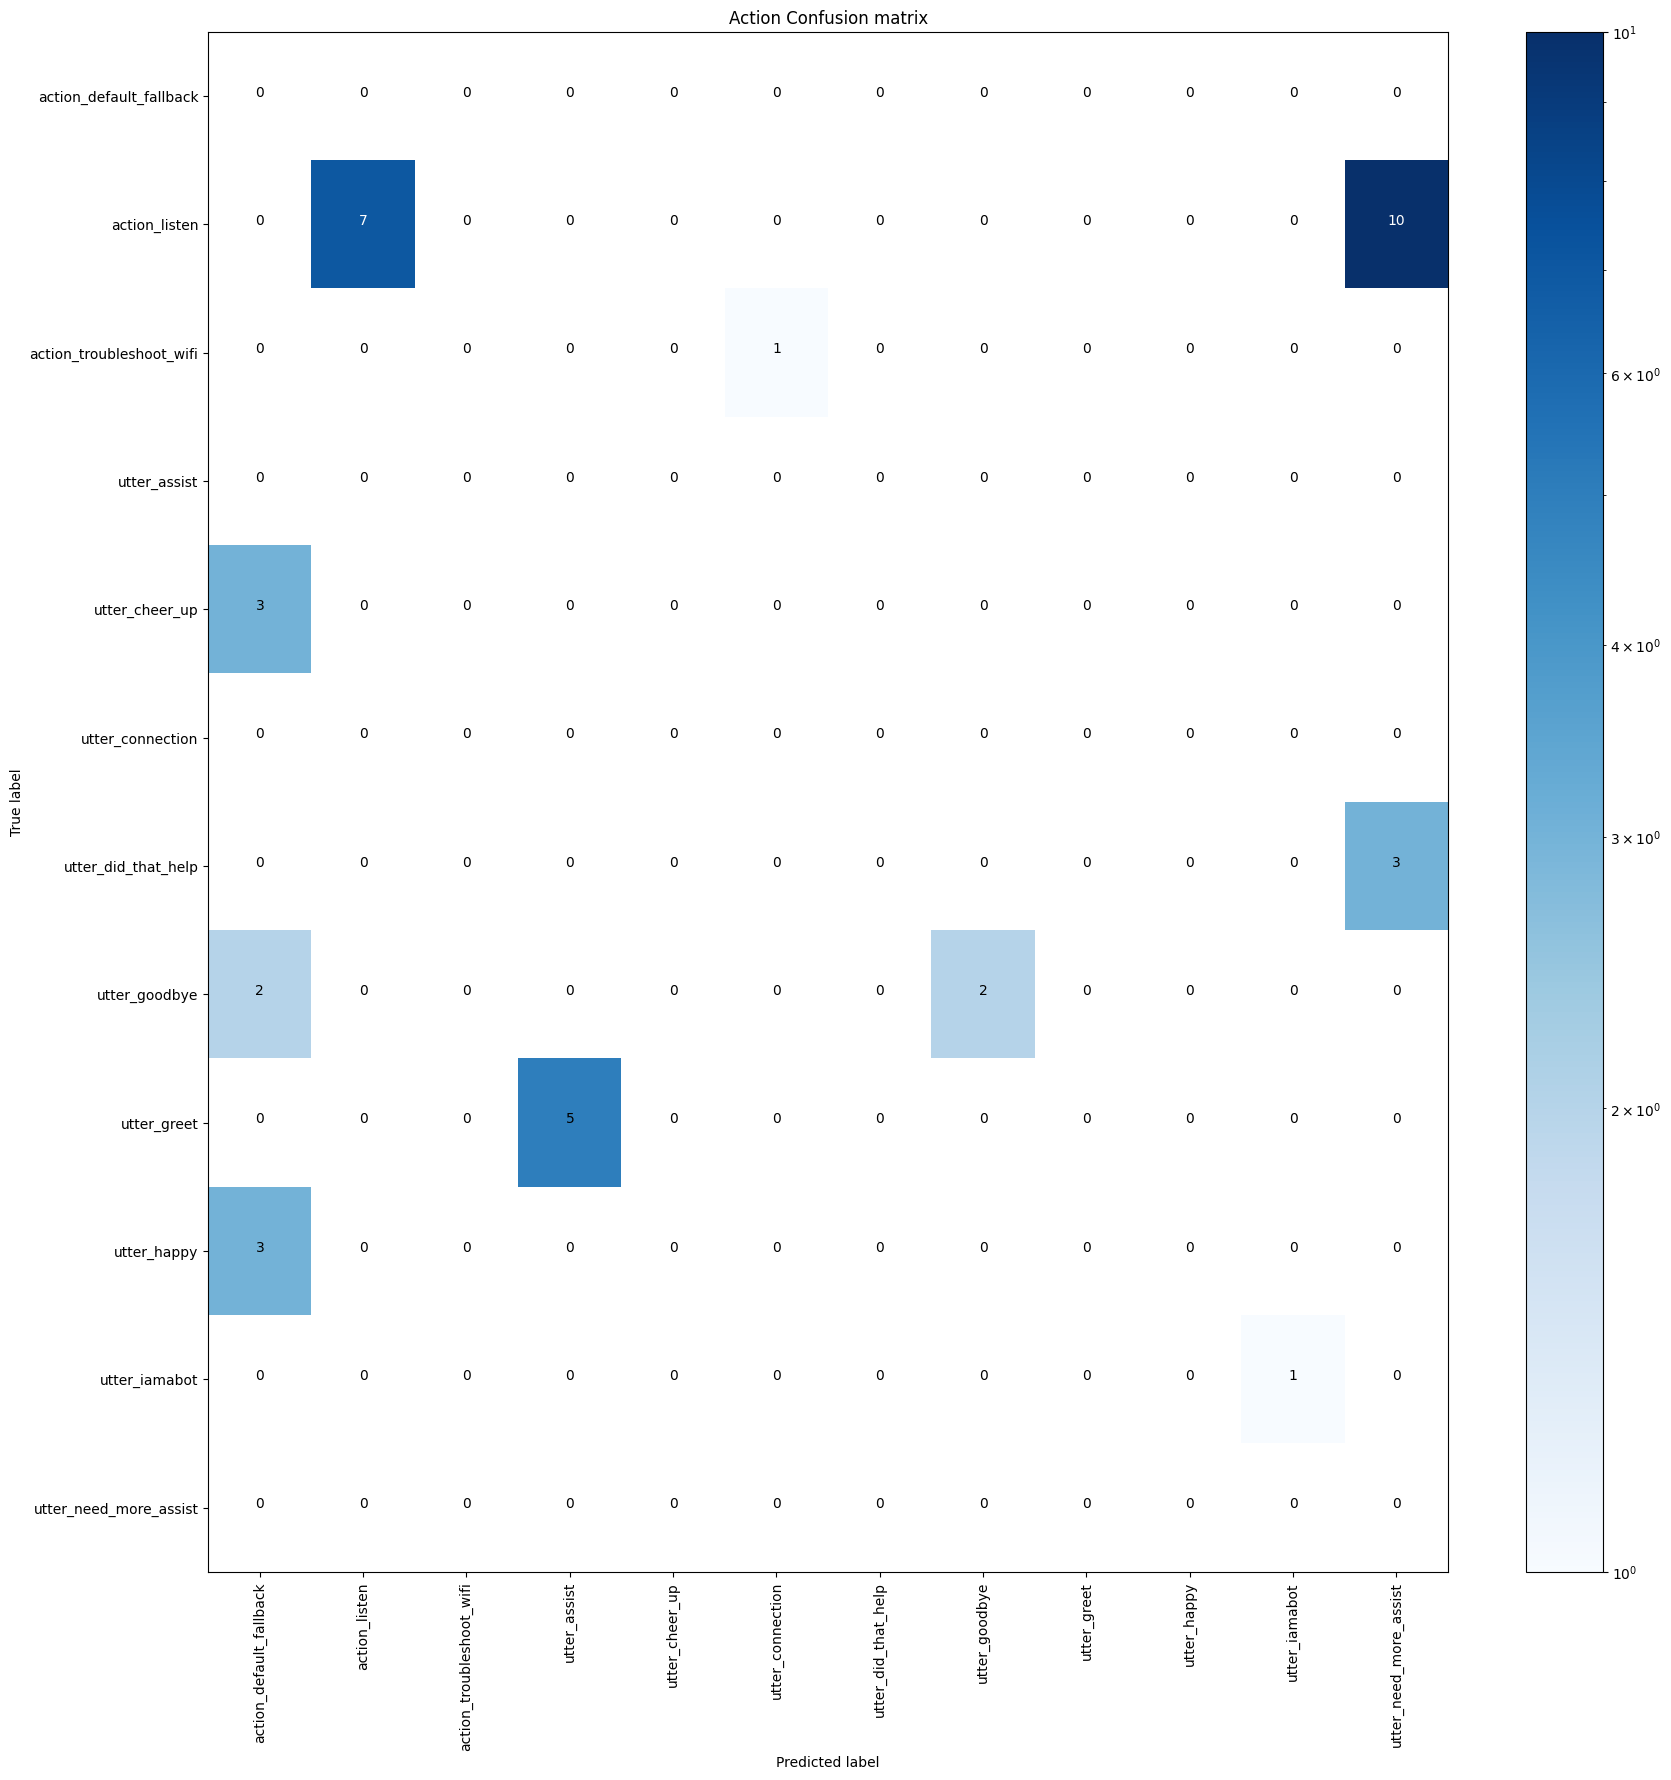 Action Confusion matrix
action_default_fallback 0 0 0 0 0 0 0 0 0 0 0 0
action_listen 0 7 0 0 0 0 0 0 0 0 0 10
action_troubleshoot_wifi 0 0 0 0 0 1 0 0 0 0 0 0
utter_assist 0 0 0 0 0 0 0 0 0 0 0 0
utter_cheer_up 3 0 0 0 0 0 0 0 0 0 0 0
utter_connection 0 0 0 0 0 0 0 0 0 0 0 0
utter_did_that_help 0 0 0 0 0 0 0 0 0 0 0 3
utter_goodbye 2 0 0 0 0 0 0 2 0 0 0 0
utter_greet 0 0 0 5 0 0 0 0 0 0 0 0
utter_happy 3 0 0 0 0 0 0 0 0 0 0 0
utter_iamabot 0 0 0 0 0 0 0 0 0 0 1 0
utter_need_more_assist 0 0 0 0 0 0 0 0 0 0 0 0
True label
action_default_fallback
action_listen
action_troubleshoot_wifi
utter_assist
utter_cheer_up
utter_connection
utter_did_that_help
utter_goodbye
utter_greet
utter_happy
utter_iamabot
utter_need_more_assist
Predicted label
10¹
6 × 10⁰
4 × 10⁰
3 × 10⁰
2 × 10⁰
10⁰